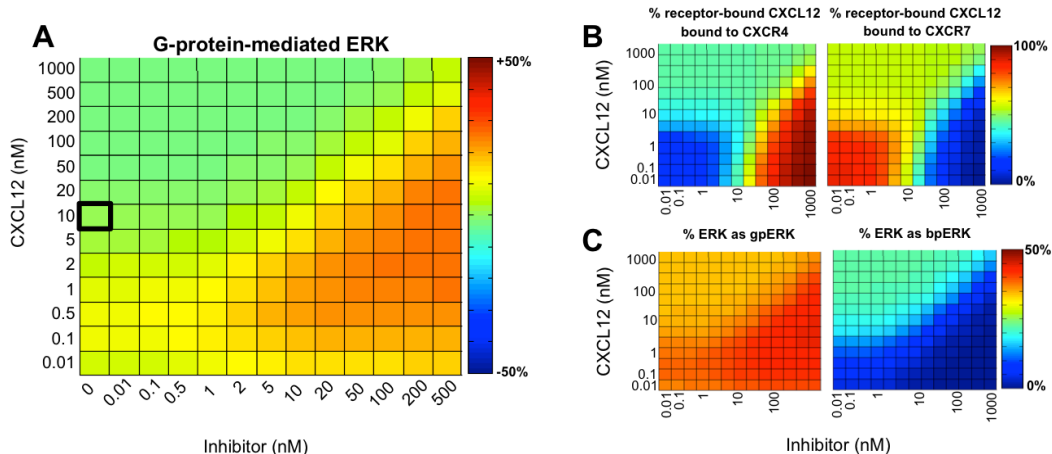 A
G-protein-mediated ERK
CXCL12 (nM)
1000
500
200
100
50
20
10
5
2
1
0.5
0.1
0.01
0 0.01 0.1 0.5 1 2 5 10 20 50 100 200 500
Inhibitor (nM)
+50%
-50%
B
% receptor-bound CXCL12
bound to CXCR4
% receptor-bound CXCL12
bound to CXCR7
CXCL12 (nM)
1000
100
10
1
0.1
0.01
0.01 0.1 1 10 100 1000
0.01 0.1 1 10 100 1000
100%
0%
C
% ERK as gpERK
% ERK as bpERK
CXCL12 (nM)
1000
100
10
1
0.1
0.01
0.01 0.1 1 10 100
0.01 0.1 1 10 100 1000
50%
0%
Inhibitor (nM)